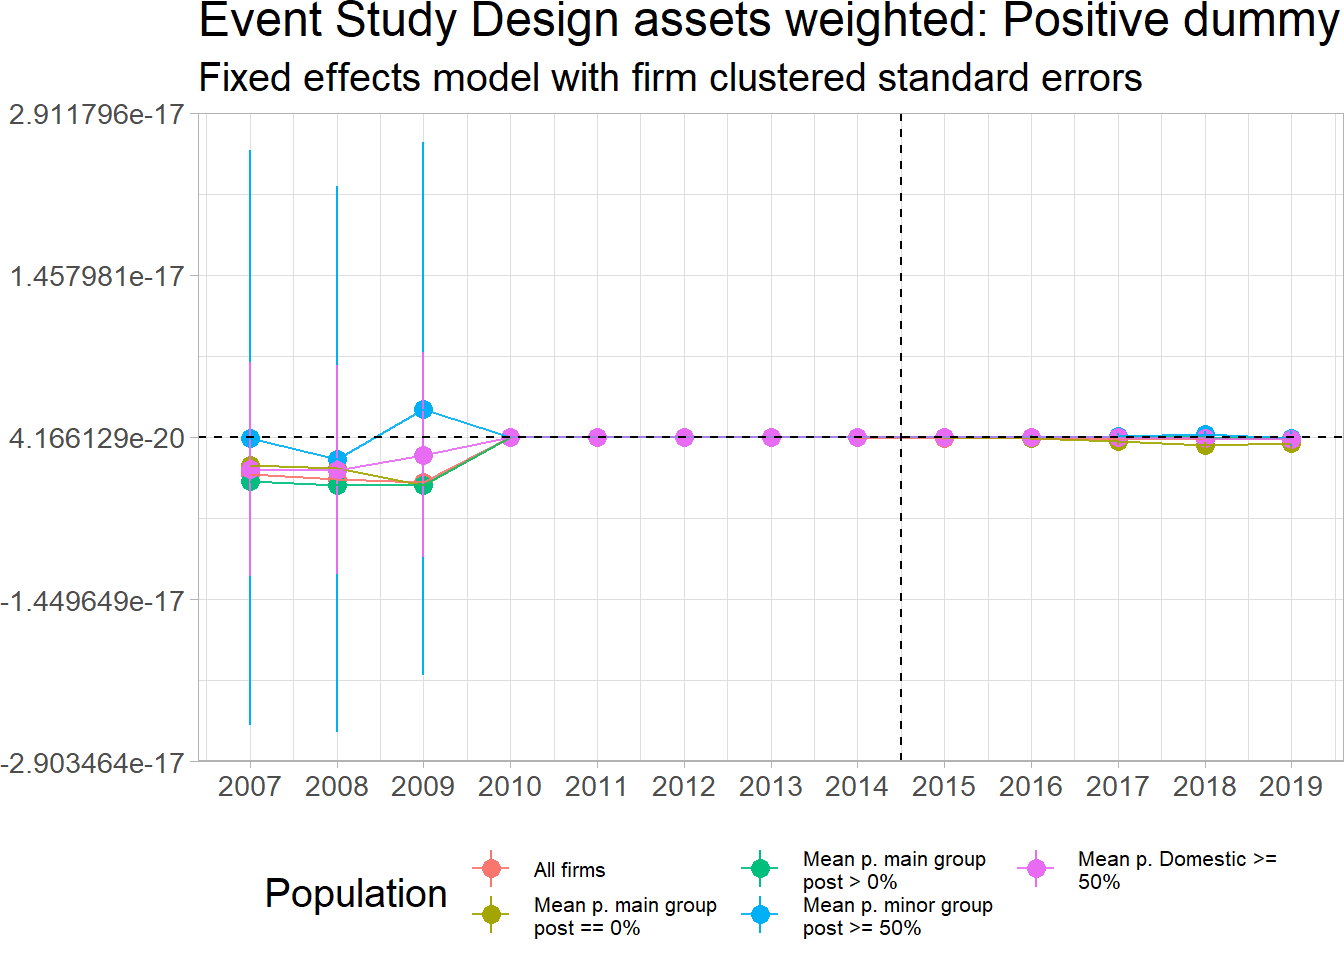 Event Study Design assets weighted: Positive dummy
Fixed effects model with firm clustered standard errors
2.911796e-17
1.457981e-17
4.166129e-20
-1.449649e-17
-2.903464e-17
2007 2008 2009 2010 2011 2012 2013 2014 2015 2016 2017 2018 2019
Population
All firms
Mean p. main group
post == 0%
Mean p. main group
post > 0%
Mean p. minor group
post >= 50%
Mean p. Domestic >=
50%